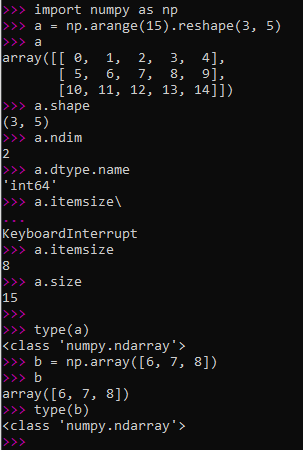 >>> import numpy as np
>>> a = np.arange(15).reshape(3, 5)
>>> a
array([[ 0,  1,  2,  3,  4],
       [ 5,  6,  7,  8,  9],
       [10, 11, 12, 13, 14]])
>>> a.shape
(3, 5)
>>> a.ndim
2
>>> a.dtype.name
'int64'
>>> a.itemsize\
...
KeyboardInterrupt
>>> a.itemsize
8
>>> a.size
15
>>>
>>> type(a)
<class 'numpy.ndarray'>
>>> b = np.array([6, 7, 8])
>>> b
array([6, 7, 8])
>>> type(b)
<class 'numpy.ndarray'>
>>>